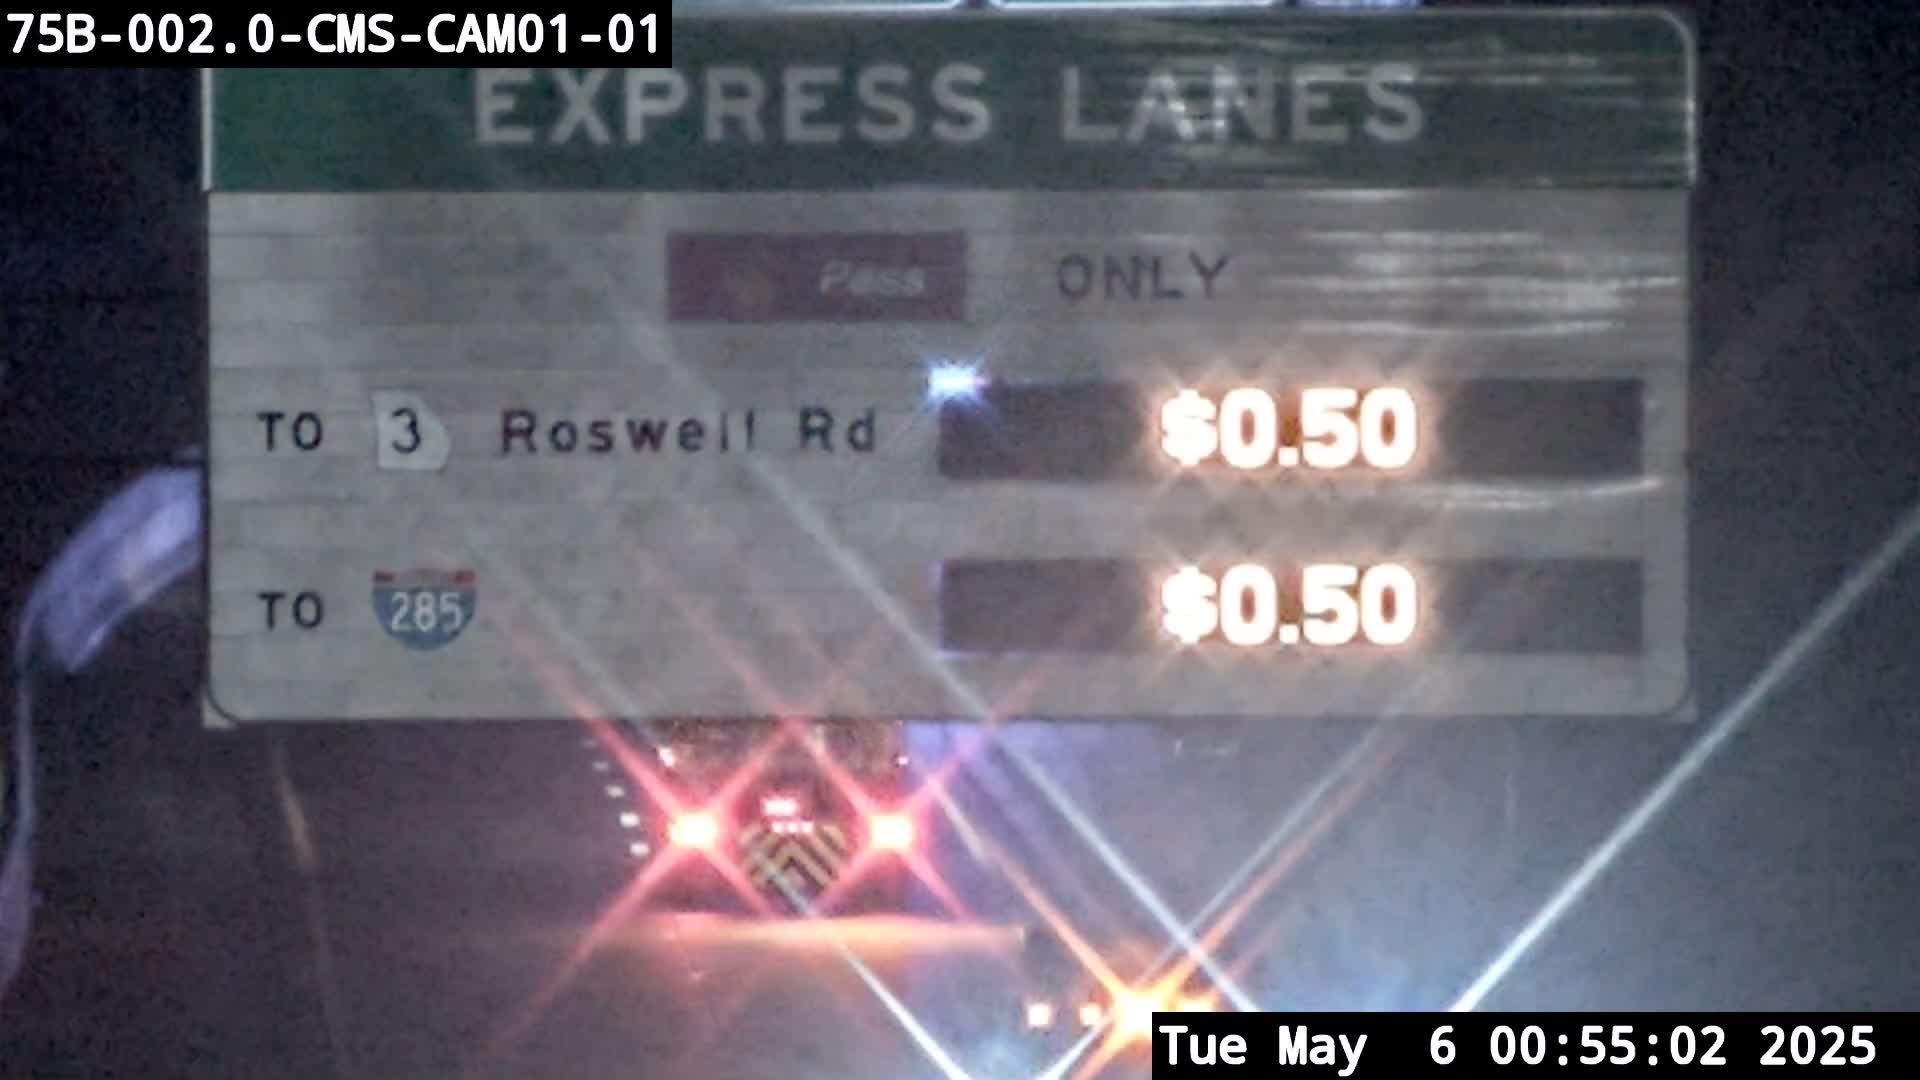 75B-002.0-CMS-CAM01-01
EXPRESS LANES
Pass ONLY
TO 3 Roswell Rd $0.50
TO 285 $0.50
Tue May 6 00:55:02 2025